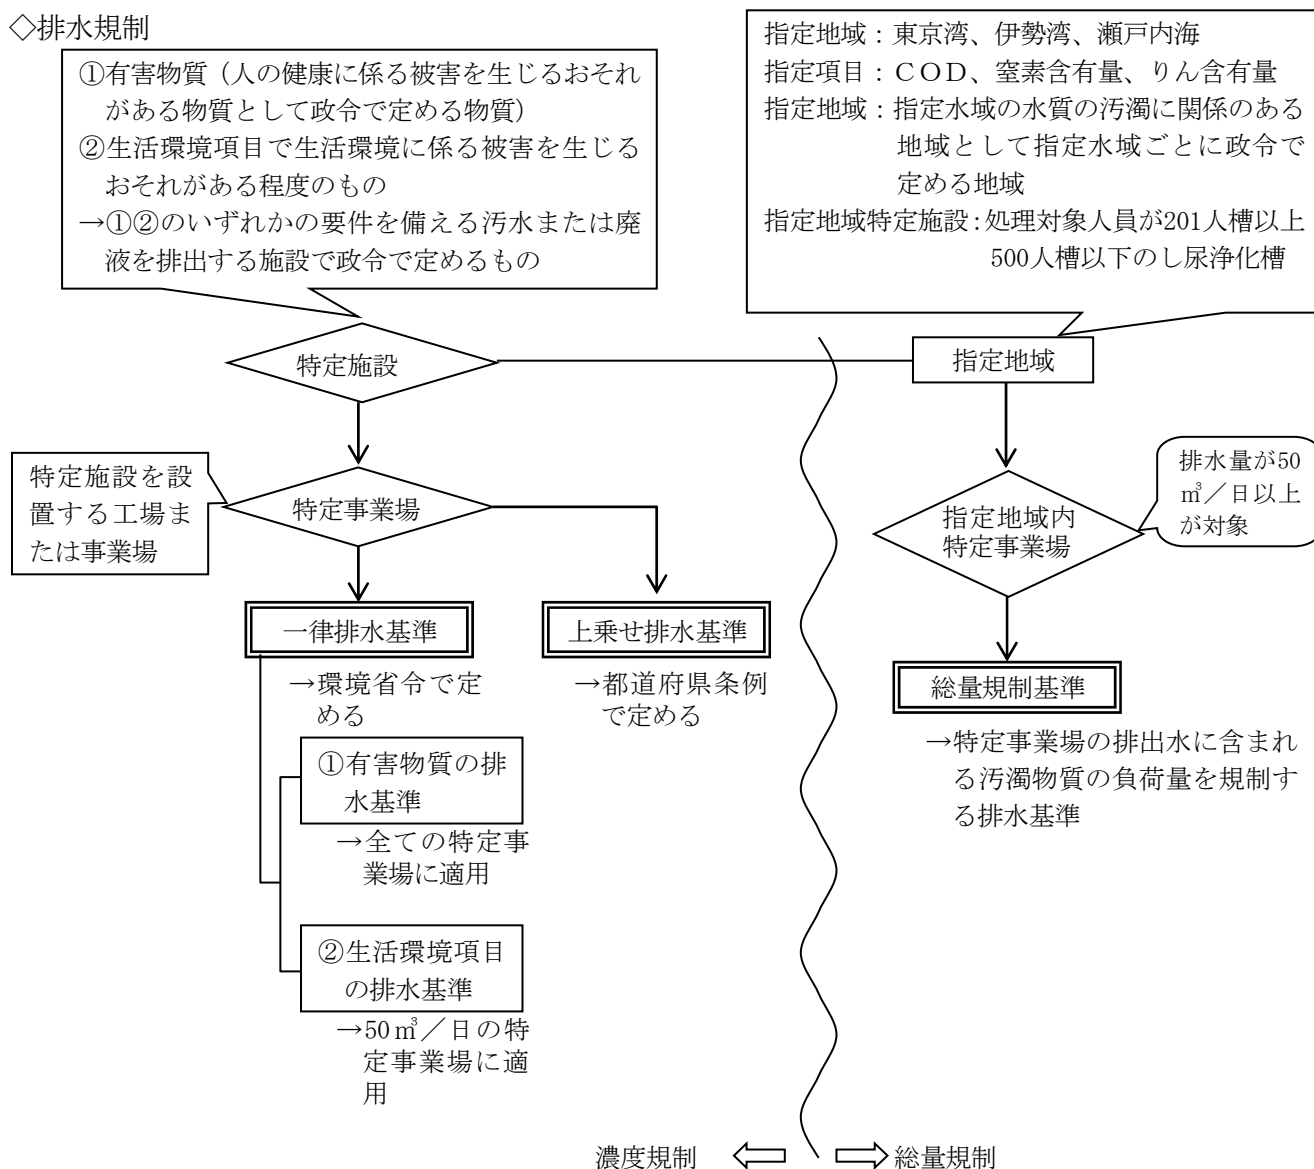 ◇排水規制
①有害物質（人の健康に係る被害を生じるおそれ
がある物質として政令で定める物質）
②生活環境項目で生活環境に係る被害を生じる
おそれがある程度のもの
→①②のいずれかの要件を備える汚水または廃
液を排出する施設で政令で定めるもの
指定地域：東京湾、伊勢湾、瀬戸内海
指定項目：ＣＯＤ、窒素含有量、りん含有量
指定地域：指定水域の水質の汚濁に関係のある
地域として指定水域ごとに政令で
定める地域
指定地域特定施設：処理対象人員が201人槽以上
500人槽以下のし尿浄化槽
特定施設
指定地域
特定施設を設
置する工場ま
たは事業場
特定事業場
指定地域内
特定事業場
排水量が50
㎥／日以上
が対象
一律排水基準
→環境省令で定
める
上乗せ排水基準
→都道府県条例
で定める
総量規制基準
→特定事業場の排出水に含まれ
る汚濁物質の負荷量を規制す
る排水基準
①有害物質の排
水基準
→全ての特定事
業場に適用
②生活環境項目
の排水基準
→50㎥／日の特
定事業場に適
用
濃度規制
総量規制